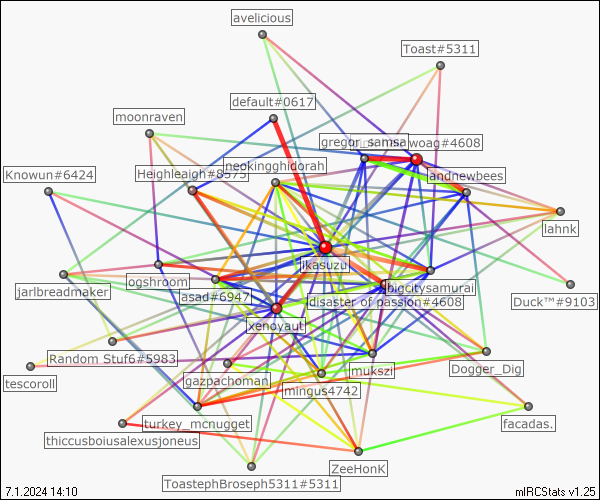 avelicious
Toast#5311
default#0617
moonraven
gregor_samsa
woag#4608
neokingghidorah
Knowun#6424
Heighleigh#8575
andnewbees
lahnk
ikasuzu
ogshroom
bigcitysamurai
jarlbreadmaker
asad#6947
disaster of passion#4608
Duck™#9103
xenoyaut
Random Stuf6#5983
mukszi
Dogger_Dig
tescoroll
gazpachoman
mingus4742
turkey_mcnugget
facadas.
thiccusboiusalexusjoneus
ZeeHonK
ToastephBroseph5311#5311
7.1.2024 14:10
mIRCStats v1.25